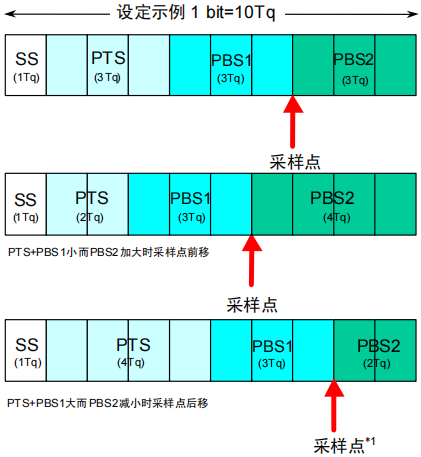 设定示例 1 bit=10Tq
SS PTS PBS1 PBS2
(1Tq) (3Tq) (3Tq) (3Tq)
采样点
SS PTS PBS1 PBS2
(1Tq) (2Tq) (3Tq) (4Tq)
PTS+PBS1小而PBS2加大时采样点前移
采样点
SS PTS PBS1 PBS2
(1Tq) (4Tq) (3Tq) (2Tq)
PTS+PBS1大而PBS2减小时采样点后移
采样点*1